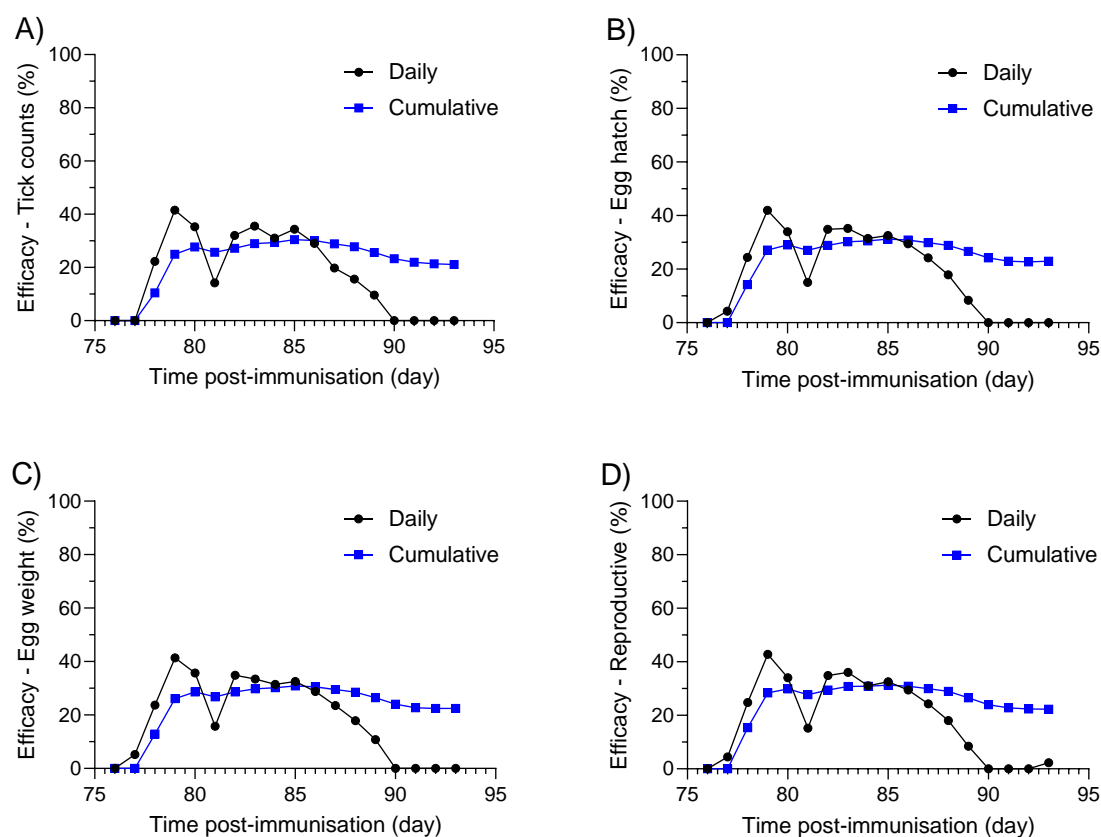 A)
Efficacy - Tick counts (%)
100
80
60
40
20
0
Daily
Cumulative
75
80
85
90
95
Time post-immunisation (day)
B)
Efficacy - Egg hatch (%)
100
80
60
40
20
0
Daily
Cumulative
75
80
85
90
95
Time post-immunisation (day)
C)
Efficacy - Egg weight (%)
100
80
60
40
20
0
Daily
Cumulative
75
80
85
90
95
Time post-immunisation (day)
D)
Efficacy - Reproductive (%)
100
80
60
40
20
0
Daily
Cumulative
75
80
85
90
95
Time post-immunisation (day)